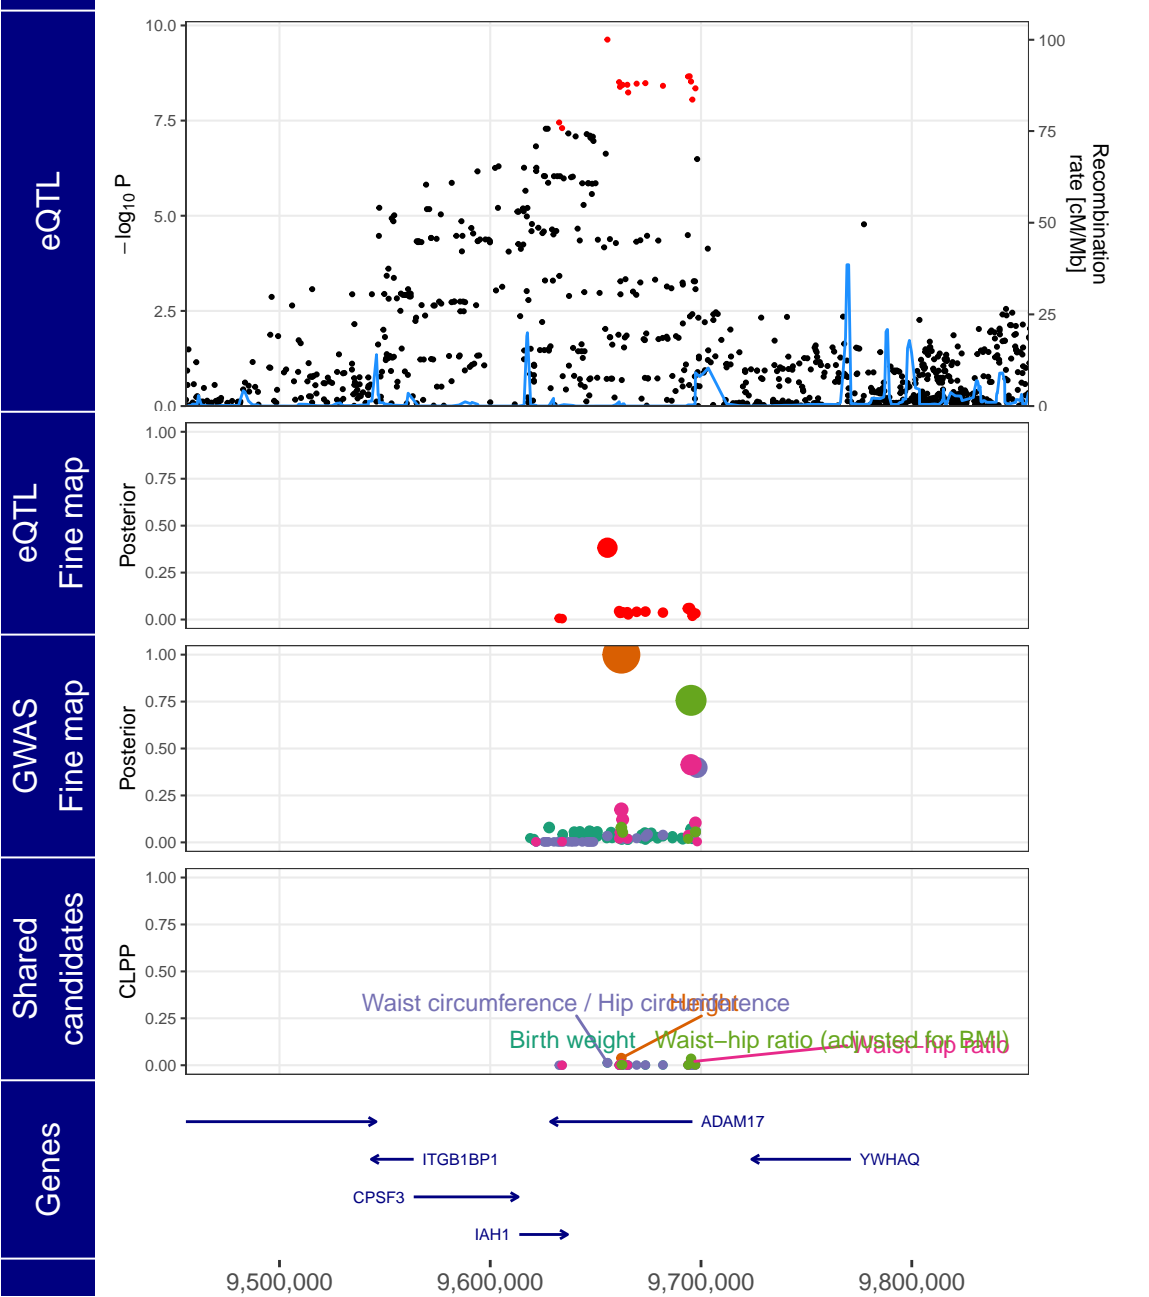 eQTL
−log10 P
10.0
7.5
5.0
2.5
0.0
100
75
50
25
0
Recombination
rate [cM/Mb]
eQTL
Fine map
Posterior
1.00
0.75
0.50
0.25
0.00
GWAS
Fine map
Posterior
1.00
0.75
0.50
0.25
0.00
Shared
candidates
CLPP
1.00
0.75
0.50
0.25
0.00
Waist circumference / Hip circumference
Height
Birth weight
Waist−hip ratio (adjusted for BMI)
Waist−hip ratio
Genes
ADAM17
ITGB1BP1
YWHAQ
CPSF3
IAH1
9,500,000
9,600,000
9,700,000
9,800,000